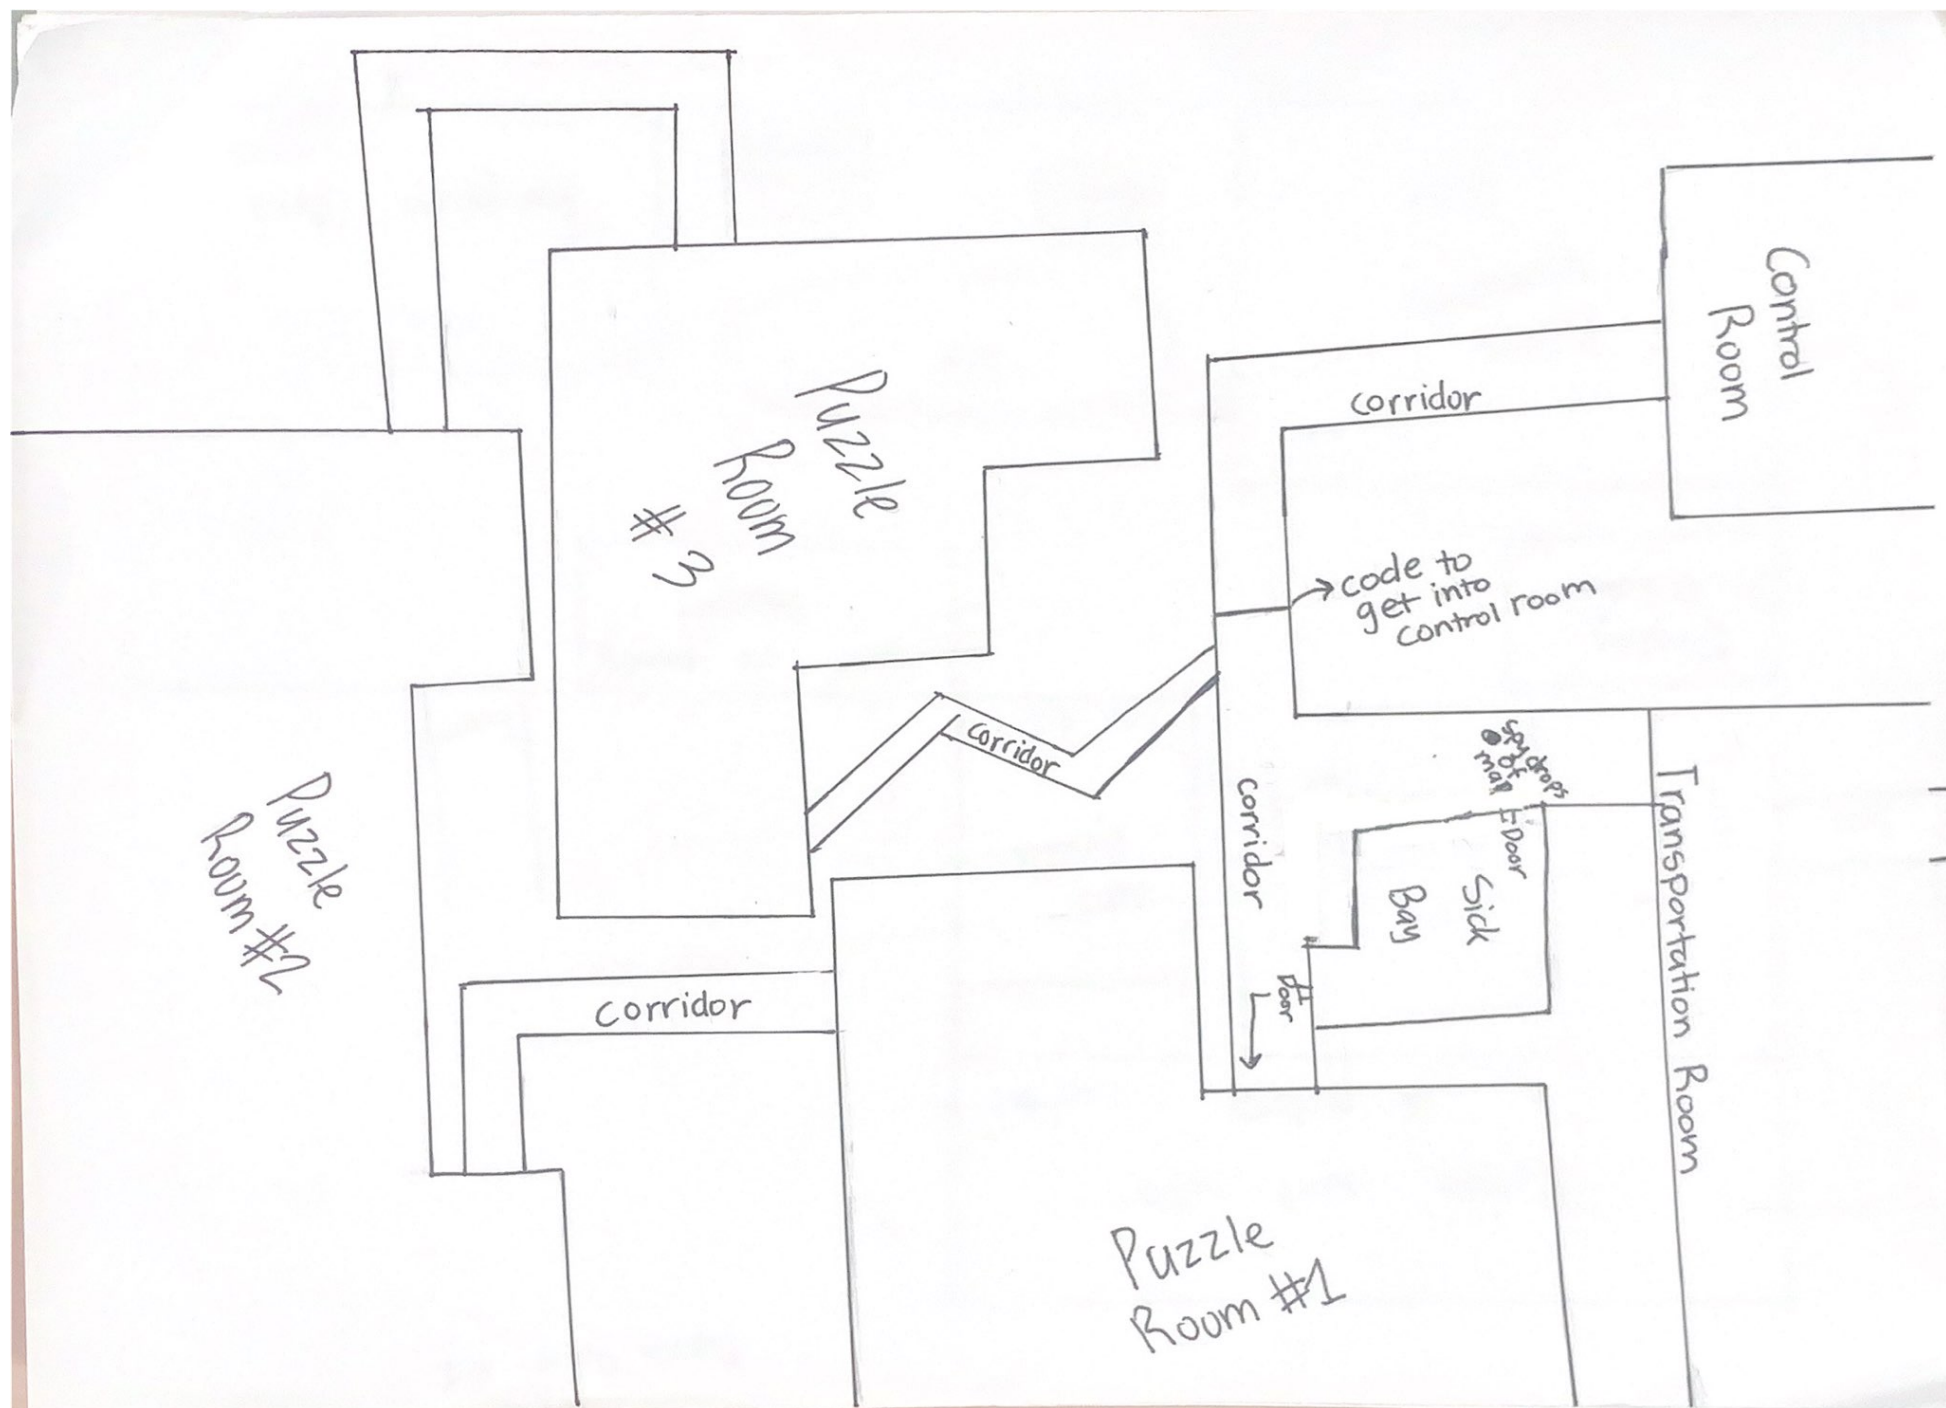 Control
Room
corridor
code to
get into
control room
Puzzle
Room
# 3
corridor
spy drops
of
map
Door
Sick
Bay
Transportation Room
corridor
Door
Puzzle
Room #2
corridor
Puzzle
Room #1